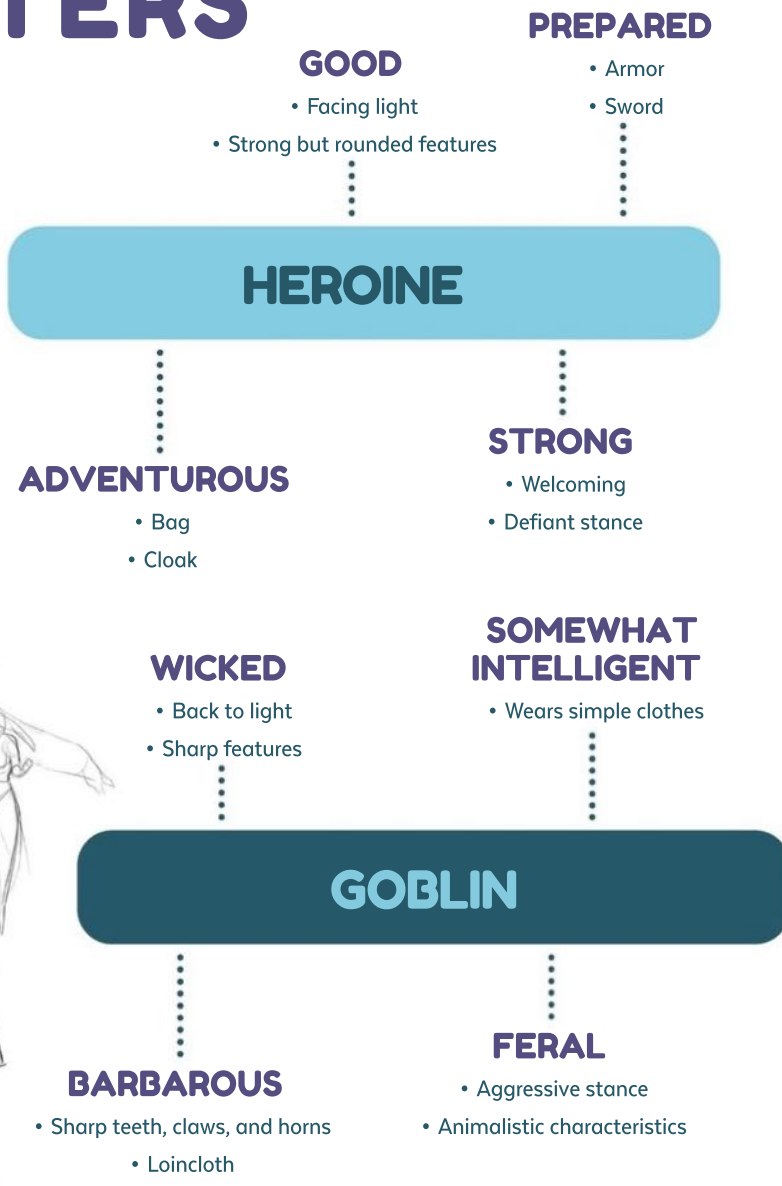 TERS
GOOD
• Facing light
• Strong but rounded features
PREPARED
• Armor
• Sword
HEROINE
ADVENTUROUS
• Bag
• Cloak
STRONG
• Welcoming
• Defiant stance
WICKED
• Back to light
• Sharp features
SOMEWHAT
INTELLIGENT
• Wears simple clothes
GOBLIN
BARBAROUS
• Sharp teeth, claws, and horns
• Loincloth
FERAL
• Aggressive stance
• Animalistic characteristics